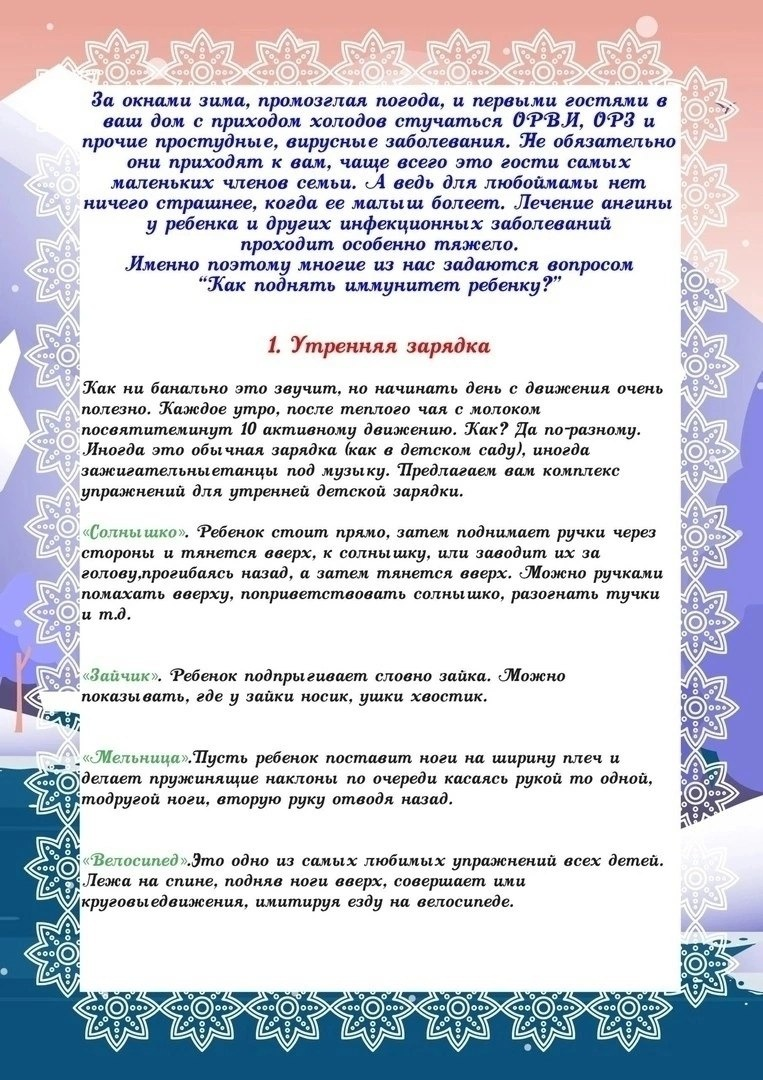 За окнами зима, промозглая погода, и первыми гостями в
ваш дом с приходом холодов стучаться ОРВИ, ОРЗ и
прочие простудные, вирусные заболевания. Не обязательно
они приходят к вам, чаще всего это гости самых
маленьких членов семьи. А ведь для любоймамы нет
ничего страшнее, когда ее малыш болеет. Лечение ангины
у ребенка и других инфекционных заболеваний
проходит особенно тяжело.
Именно поэтому многие из нас задаются вопросом
“Как поднять иммунитет ребенку?”
1. Утренняя зарядка
Как ни банально это звучит, но начинать день с движения очень
полезно. Каждое утро, после теплого чая с молоком
посвятитеминут 10 активному движению. Как? Да по-разному.
Иногда это обычная зарядка (как в детском саду), иногда
зажигательныетанцы под музыку. Предлагаем вам комплекс
упражнений для утренней детской зарядки.
«Солнышко». Ребенок стоит прямо, затем поднимает ручки через
стороны и тянется вверх, к солнышку, или заводит их за
голову,прогибаясь назад, а затем тянется вверх. Можно ручками
помахать вверху, поприветствовать солнышко, разогнать тучки
и т.д.
«Зайчик». Ребенок подпрыгивает словно зайка. Можно
показывать, где у зайки носик, ушки хвостик.
«Мельница».Пусть ребенок поставит ноги на ширину плеч и
делает пружинящие наклоны по очереди касаясь рукой то одной,
тодругой ноги, вторую руку отводя назад.
«Велосипед».Это одно из самых любимых упражнений всех детей.
Лежа на спине, подняв ноги вверх, совершает ими
круговыедвижения, имитируя езду на велосипеде.